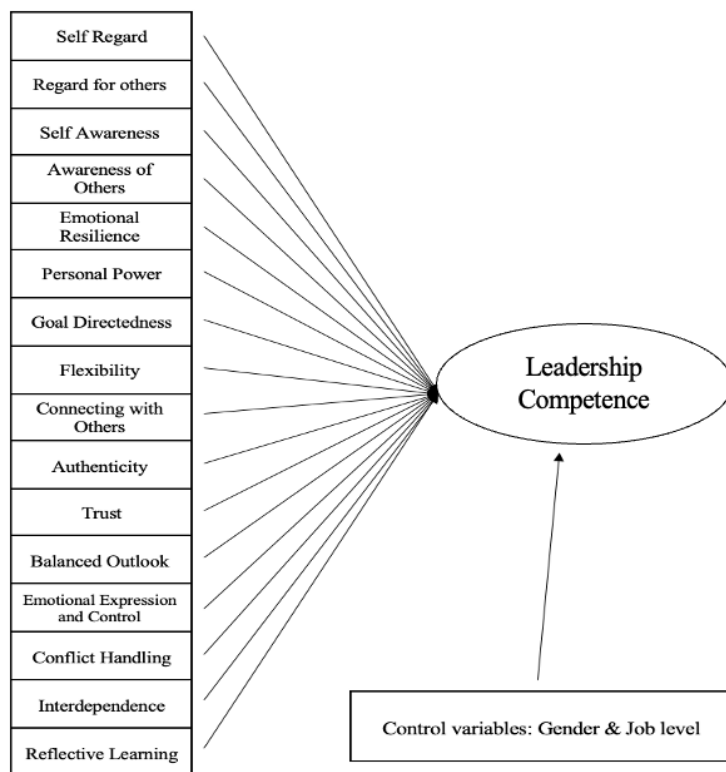 Self Regard
Regard for others
Self Awareness
Awareness of
Others
Emotional
Resilience
Personal Power
Goal Directedness
Flexibility
Connecting with
Others
Authenticity
Trust
Balanced Outlook
Emotional Expression
and Control
Conflict Handling
Interdependence
Reflective Learning
Leadership
Competence
Control variables: Gender & Job level